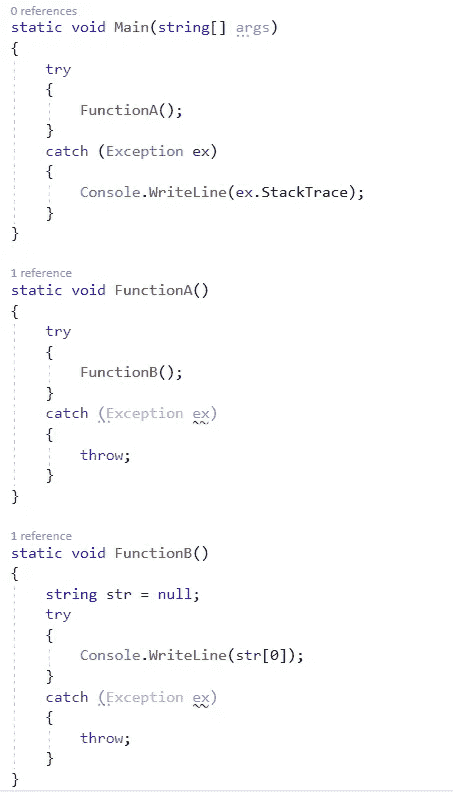 0 references
static void Main(string[] args)
{
    try
    {
        FunctionA();
    }
    catch (Exception ex)
    {
        Console.WriteLine(ex.StackTrace);
    }
}
1 reference
static void FunctionA()
{
    try
    {
        FunctionB();
    }
    catch (Exception ex)
    {
        throw;
    }
}
1 reference
static void FunctionB()
{
    string str = null;
    try
    {
        Console.WriteLine(str[0]);
    }
    catch (Exception ex)
    {
        throw;
    }
}